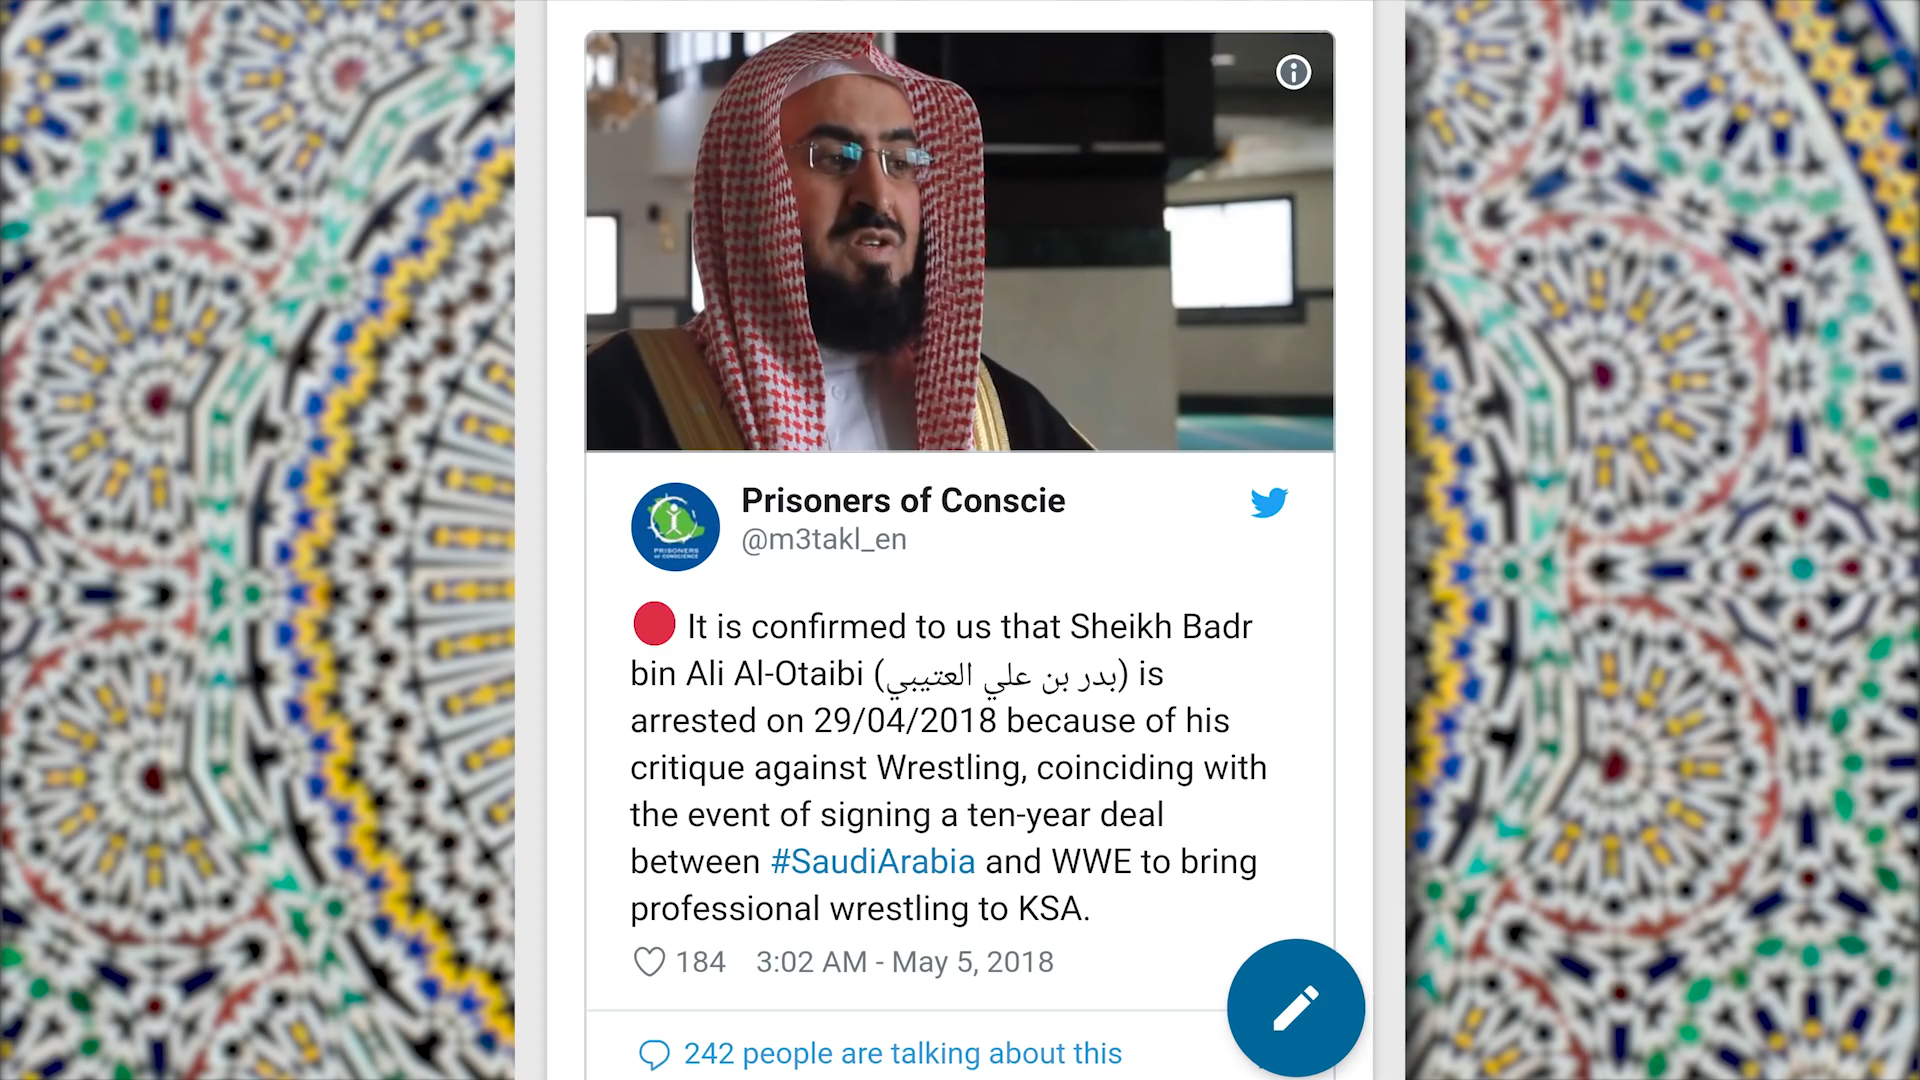 Prisoners of Conscie
@m3takl_en
PRISONERS
OF CONSCIENCE
It is confirmed to us that Sheikh Badr
bin Ali Al-Otaibi (بدر بن علي العتيبي) is
arrested on 29/04/2018 because of his
critique against Wrestling, coinciding with
the event of signing a ten-year deal
between #SaudiArabia and WWE to bring
professional wrestling to KSA.
184 3:02 AM - May 5, 2018
242 people are talking about this